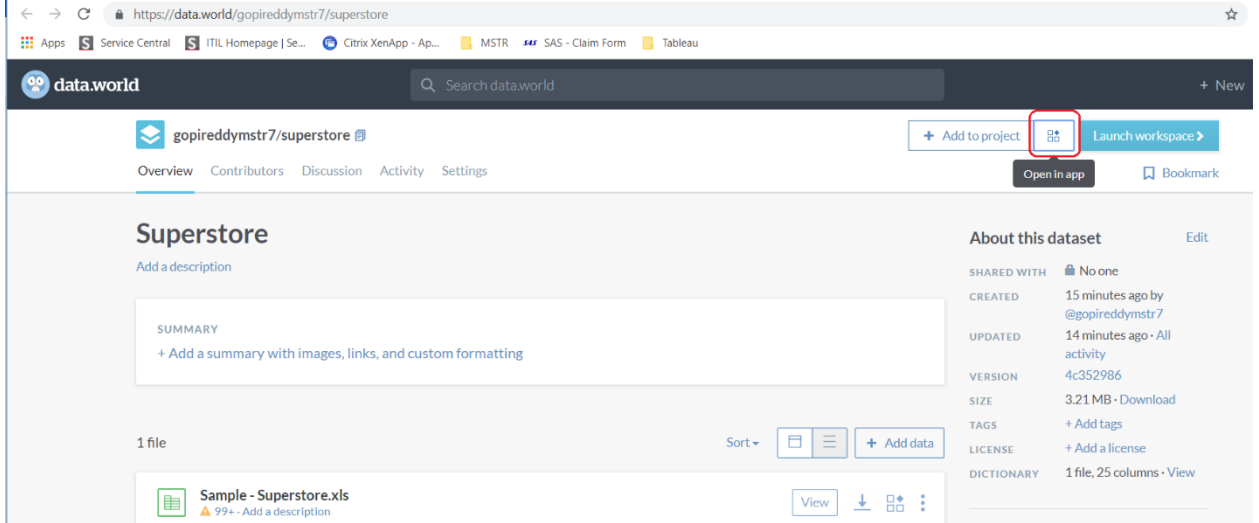 https://data.world/gopireddymstr7/superstore
Apps Service Central ITIL Homepage | Se... Citrix XenApp - Ap... MSTR sas SAS - Claim Form Tableau
data.world Search data.world + New
gopireddymstr7/superstore + Add to project Launch workspace >
Overview Contributors Discussion Activity Settings Open in app Bookmark
Superstore
Add a description
SUMMARY
+ Add a summary with images, links, and custom formatting
1 file Sort + Add data
Sample - Superstore.xls View
99+ · Add a description
About this dataset Edit
SHARED WITH No one
CREATED 15 minutes ago by
@gopireddymstr7
UPDATED 14 minutes ago · All
activity
VERSION 4c352986
SIZE 3.21 MB · Download
TAGS + Add tags
LICENSE + Add a license
DICTIONARY 1 file, 25 columns · View